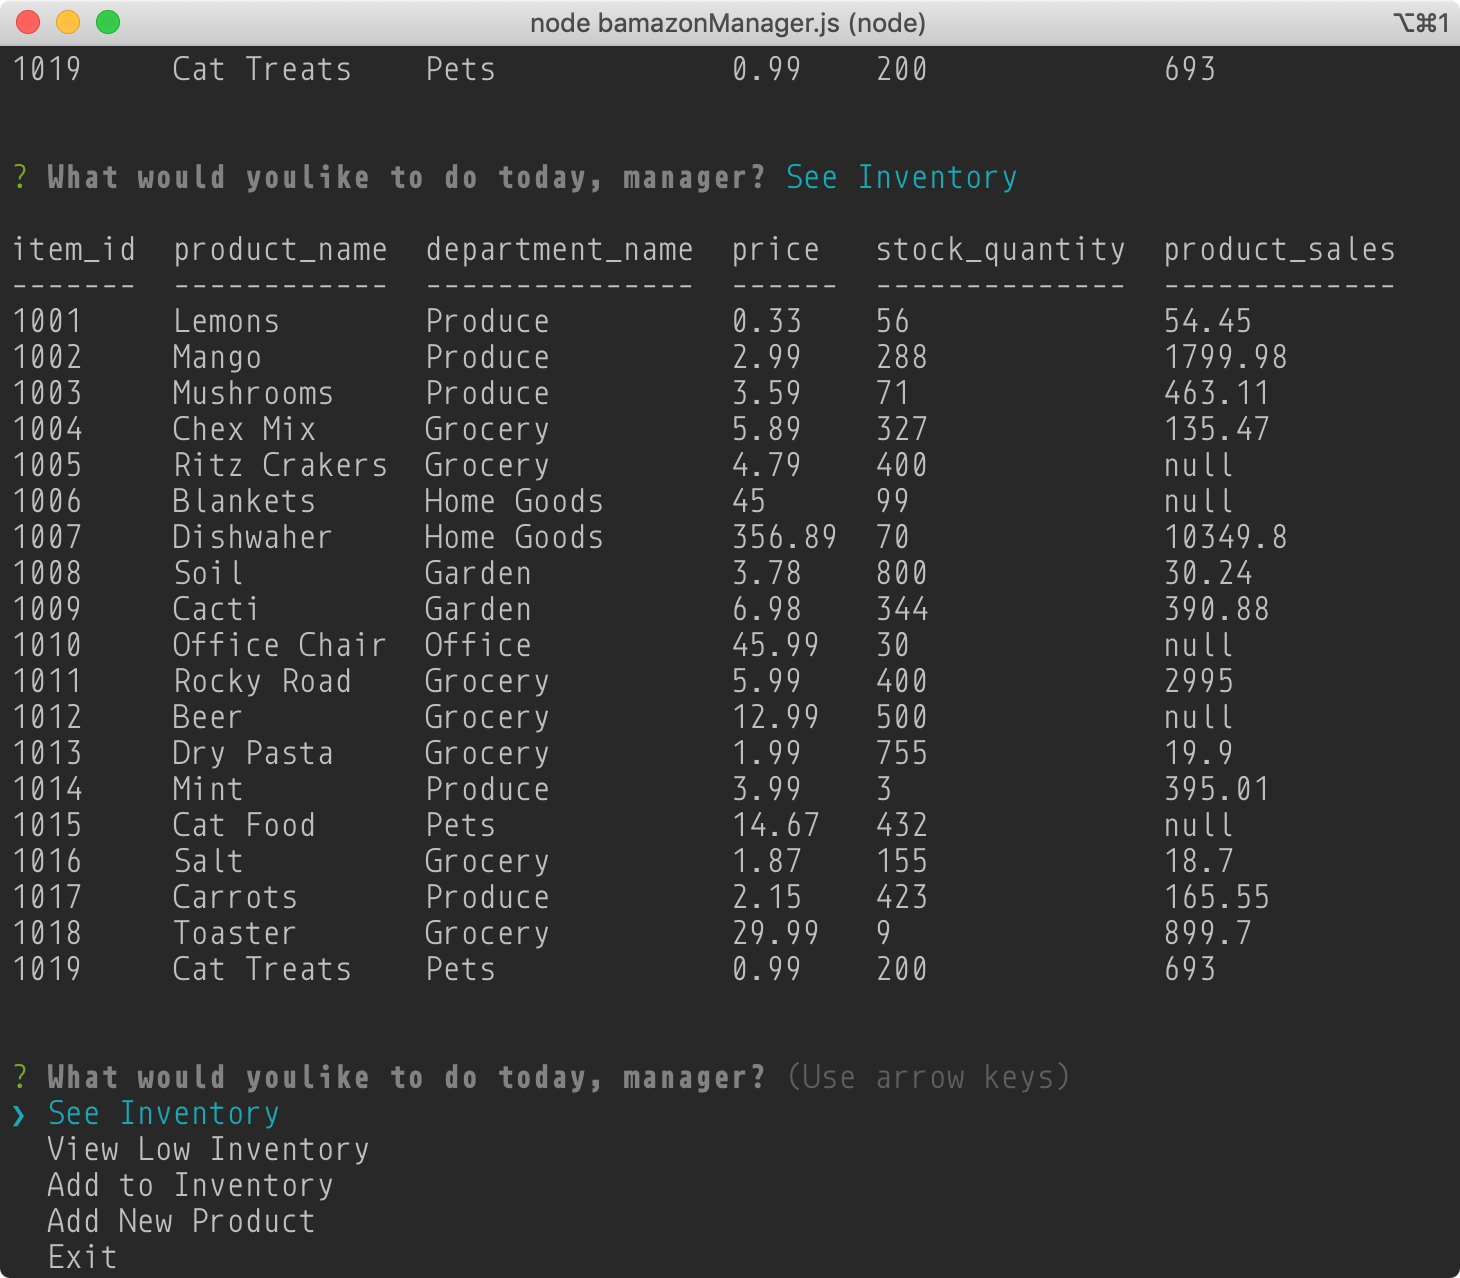 node bamazonManager.js (node) ⌥⌘1
1019 Cat Treats Pets 0.99 200 693
? What would youlike to do today, manager? See Inventory
item_id product_name department_name price stock_quantity product_sales
------- ------------ --------------- ------ -------------- -------------
1001 Lemons Produce 0.33 56 54.45
1002 Mango Produce 2.99 288 1799.98
1003 Mushrooms Produce 3.59 71 463.11
1004 Chex Mix Grocery 5.89 327 135.47
1005 Ritz Crakers Grocery 4.79 400 null
1006 Blankets Home Goods 45 99 null
1007 Dishwaher Home Goods 356.89 70 10349.8
1008 Soil Garden 3.78 800 30.24
1009 Cacti Garden 6.98 344 390.88
1010 Office Chair Office 45.99 30 null
1011 Rocky Road Grocery 5.99 400 2995
1012 Beer Grocery 12.99 500 null
1013 Dry Pasta Grocery 1.99 755 19.9
1014 Mint Produce 3.99 3 395.01
1015 Cat Food Pets 14.67 432 null
1016 Salt Grocery 1.87 155 18.7
1017 Carrots Produce 2.15 423 165.55
1018 Toaster Grocery 29.99 9 899.7
1019 Cat Treats Pets 0.99 200 693
? What would youlike to do today, manager? (Use arrow keys)
❯ See Inventory
View Low Inventory
Add to Inventory
Add New Product
Exit